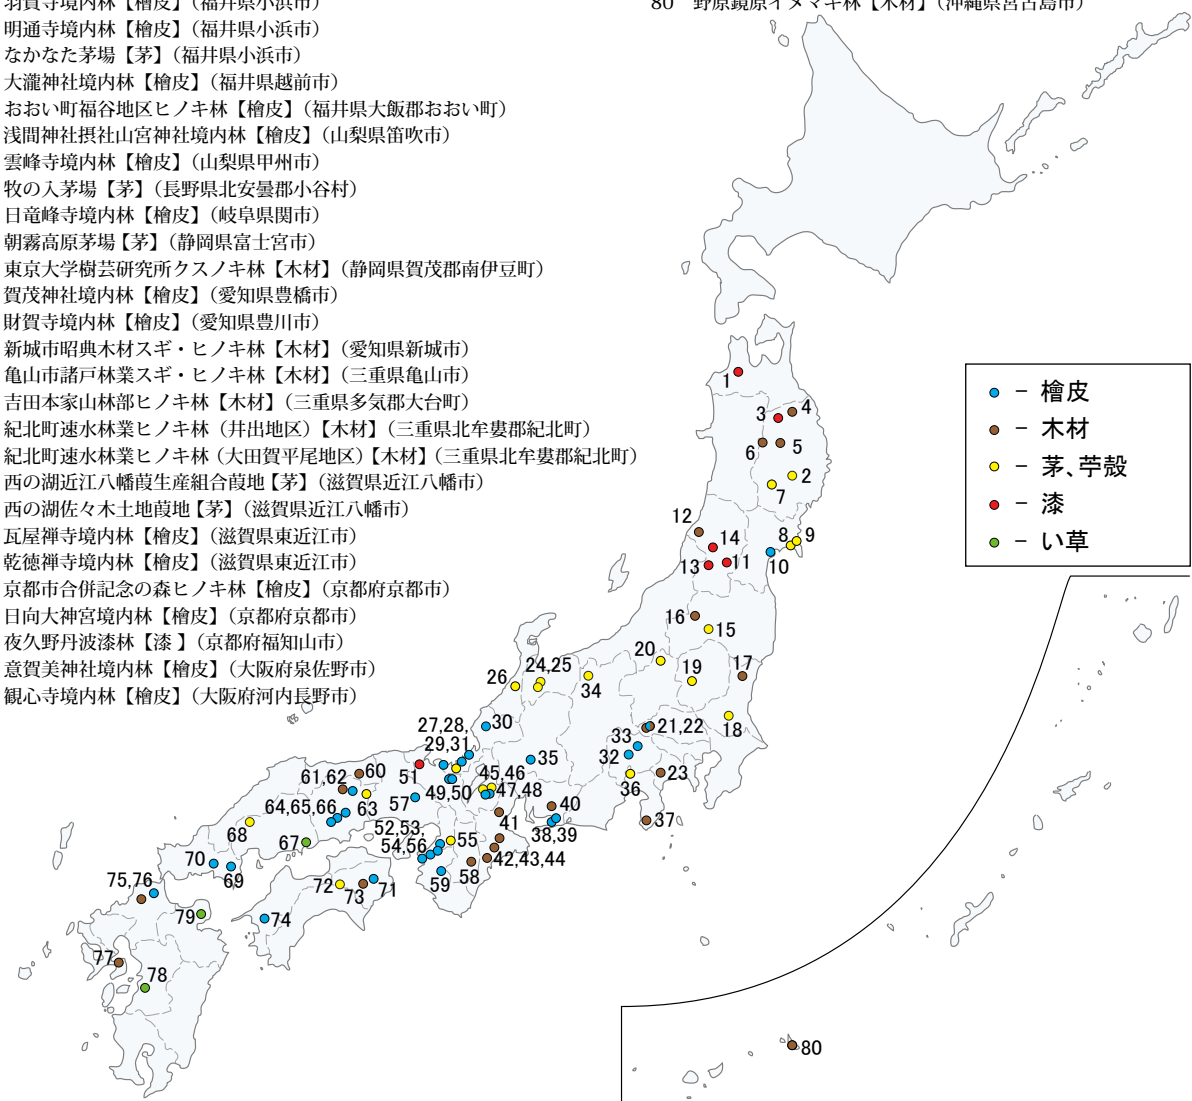 羽賀寺境内林【檜皮】（福井県小浜市）
明通寺境内林【檜皮】（福井県小浜市）
なかなた茅場【茅】（福井県小浜市）
大瀧神社境内林【檜皮】（福井県越前市）
おおい町福谷地区ヒノキ林【檜皮】（福井県大飯郡おおい町）
浅間神社摂社山宮神社境内林【檜皮】（山梨県笛吹市）
雲峰寺境内林【檜皮】（山梨県甲州市）
牧の入茅場【茅】（長野県北安曇郡小谷村）
日竜峰寺境内林【檜皮】（岐阜県関市）
朝霧高原茅場【茅】（静岡県富士宮市）
東京大学樹芸研究所クスノキ林【木材】（静岡県賀茂郡南伊豆町）
賀茂神社境内林【檜皮】（愛知県豊橋市）
財賀寺境内林【檜皮】（愛知県豊川市）
新城市昭典木材スギ・ヒノキ林【木材】（愛知県新城市）
亀山市諸戸林業スギ・ヒノキ林【木材】（三重県亀山市）
吉田本家山林部ヒノキ林【木材】（三重県多気郡大台町）
紀北町速水林業ヒノキ林（井出地区）【木材】（三重県北牟婁郡紀北町）
紀北町速水林業ヒノキ林（大田賀平尾地区）【木材】（三重県北牟婁郡紀北町）
西の湖近江八幡葭生産組合葭地【茅】（滋賀県近江八幡市）
西の湖佐々木土地葭地【茅】（滋賀県近江八幡市）
瓦屋禅寺境内林【檜皮】（滋賀県東近江市）
乾徳禅寺境内林【檜皮】（滋賀県東近江市）
京都市合併記念の森ヒノキ林【檜皮】（京都府京都市）
日向大神宮境内林【檜皮】（京都府京都市）
夜久野丹波漆林【漆 】（京都府福知山市）
意賀美神社境内林【檜皮】（大阪府泉佐野市）
観心寺境内林【檜皮】（大阪府河内長野市）
80 野原鏡原イヌマキ林【木材】（沖縄県宮古島市）
－ 檜皮
－ 木材
－ 茅、苧殻
－ 漆
－ い草
1
3
4
6
5
2
7
12
14
8
9
13
11
10
16
15
20
24,25
19
17
26
34
27,28,
29,31
30
21,22
18
33
32
35
61,62
60
51
45,46
36
23
49,50
47,48
64,65,66
63
57
40
37
68
67
52,53,
54,56
41
38,39
55
42,43,44
70
69
59
58
75,76
72
73
71
79
74
77
78
80